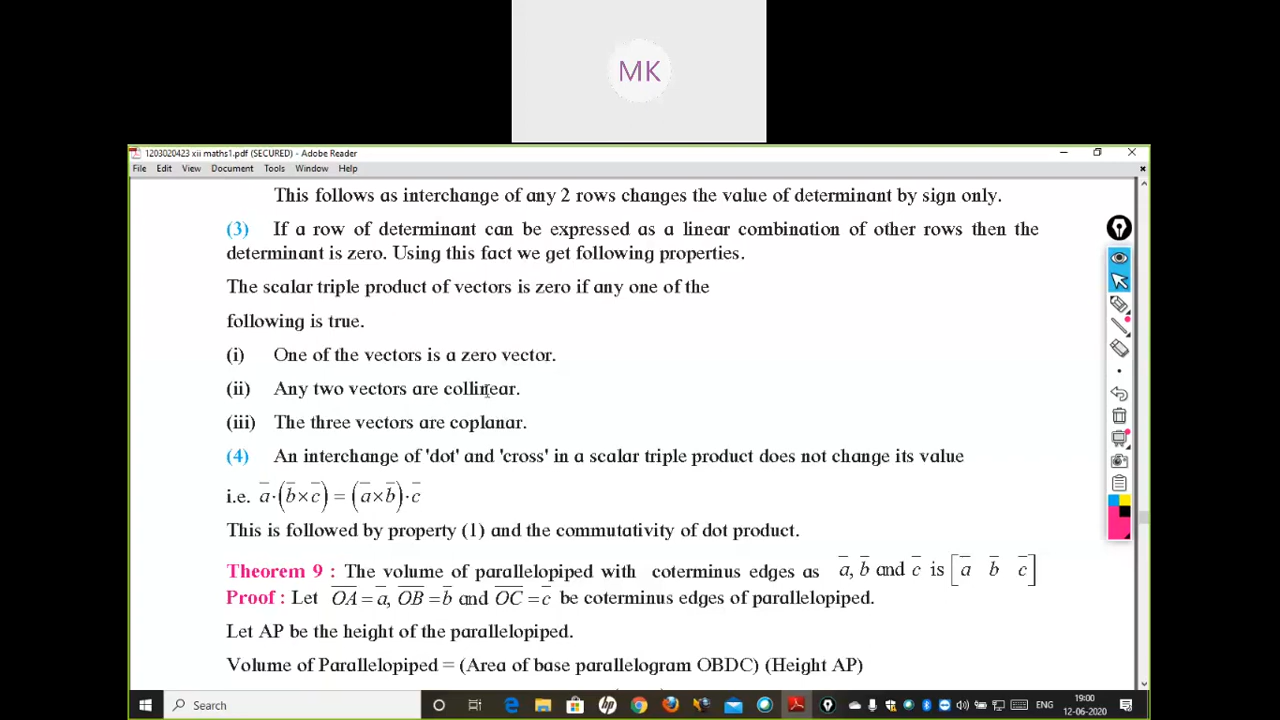 MK
1203020423 xii maths1.pdf (SECURED) - Adobe Reader
File Edit View Document Tools Window Help
This follows as interchange of any 2 rows changes the value of determinant by sign only.
(3) If a row of determinant can be expressed as a linear combination of other rows then the
determinant is zero. Using this fact we get following properties.
The scalar triple product of vectors is zero if any one of the
following is true.
(i) One of the vectors is a zero vector.
(ii) Any two vectors are collinear.
(iii) The three vectors are coplanar.
(4) An interchange of 'dot' and 'cross' in a scalar triple product does not change its value
i.e. a̅·(b̅×c̅) = (a̅×b̅)·c̅
This is followed by property (1) and the commutativity of dot product.
Theorem 9 : The volume of parallelopiped with coterminus edges as a̅, b̅ and c̅ is [a̅ b̅ c̅]
Proof : Let O̅A̅ = a̅, O̅B̅ = b̅ and O̅C̅ = c̅ be coterminus edges of parallelopiped.
Let AP be the height of the parallelopiped.
Volume of Parallelopiped = (Area of base parallelogram OBDC) (Height AP)
Search
ENG
19:00
12-06-2020